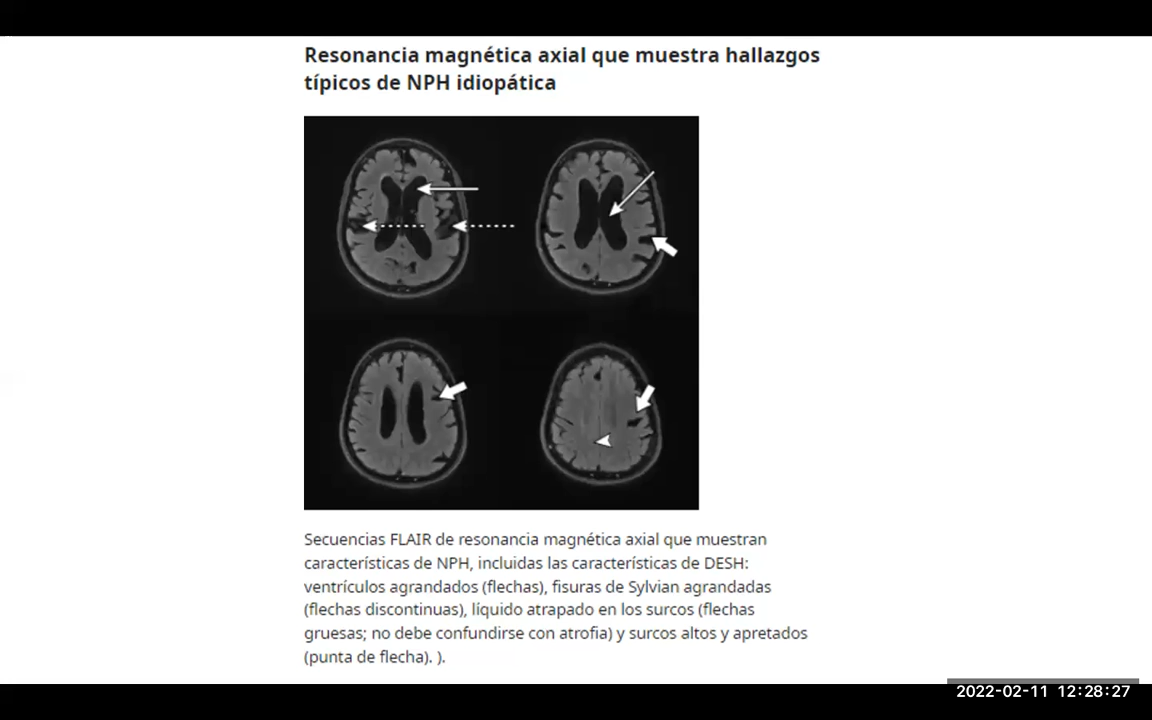 Resonancia magnética axial que muestra hallazgos
típicos de NPH idiopática
Secuencias FLAIR de resonancia magnética axial que muestran
características de NPH, incluidas las características de DESH:
ventrículos agrandados (flechas), fisuras de Sylvian agrandadas
(flechas discontinuas), líquido atrapado en los surcos (flechas
gruesas; no debe confundirse con atrofia) y surcos altos y apretados
(punta de flecha). ).
2022-02-11 12:28:27